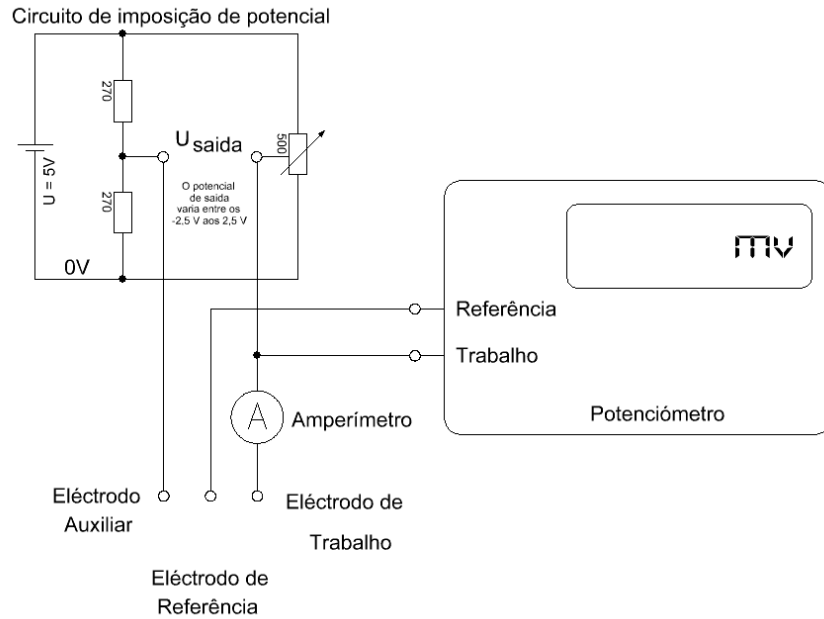 Circuito de imposição de potencial
270
U saida
500
U = 5V
O potencial
de saida
varia entre os
-2,5 V aos 2,5 V
270
0V
mv
Referência
Trabalho
Potenciómetro
A
Amperímetro
Eléctrodo
Auxiliar
Eléctrodo de
Trabalho
Eléctrodo de
Referência